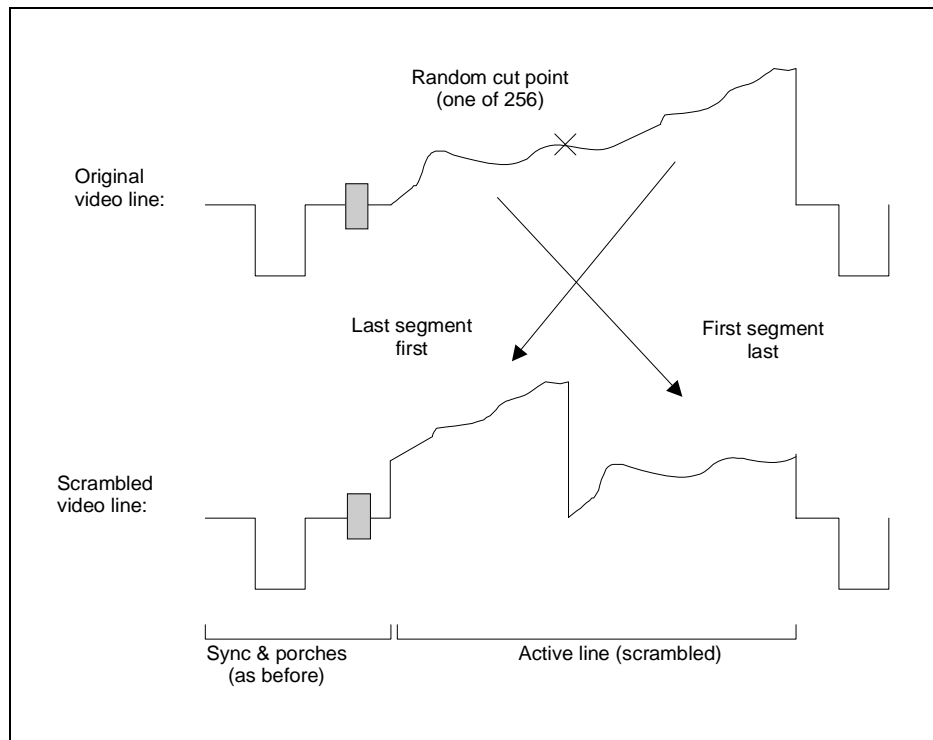 Random cut point
(one of 256)
Original
video line:
Last segment
first
First segment
last
Scrambled
video line:
Sync & porches
(as before)
Active line (scrambled)